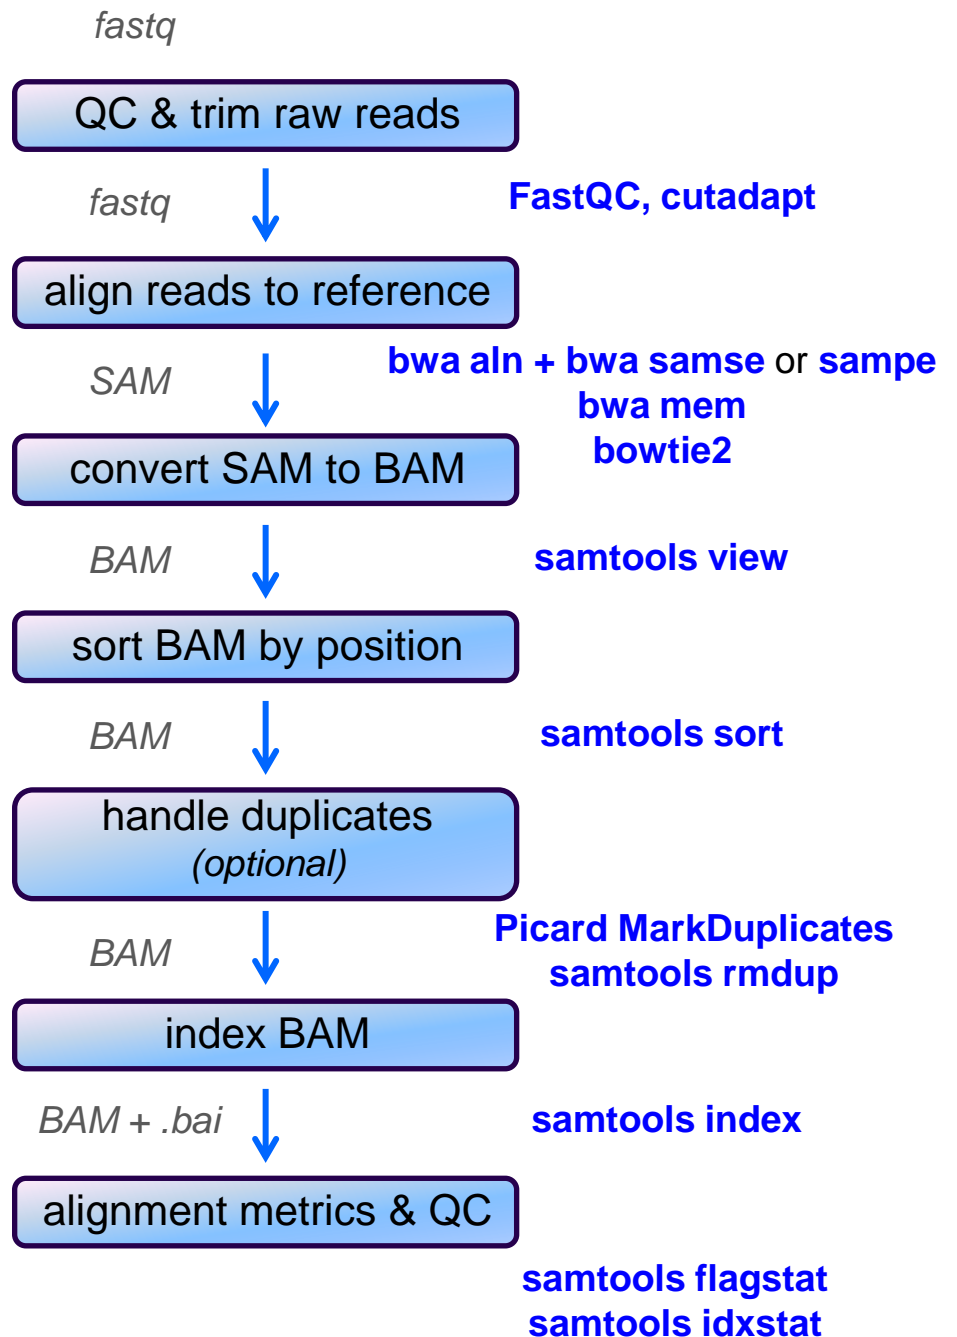 fastq
QC & trim raw reads
fastq
FastQC, cutadapt
align reads to reference
SAM
bwa aln + bwa samse or sampe
bwa mem
bowtie2
convert SAM to BAM
BAM
samtools view
sort BAM by position
BAM
samtools sort
handle duplicates
(optional)
BAM
Picard MarkDuplicates
samtools rmdup
index BAM
BAM + .bai
samtools index
alignment metrics & QC
samtools flagstat
samtools idxstat